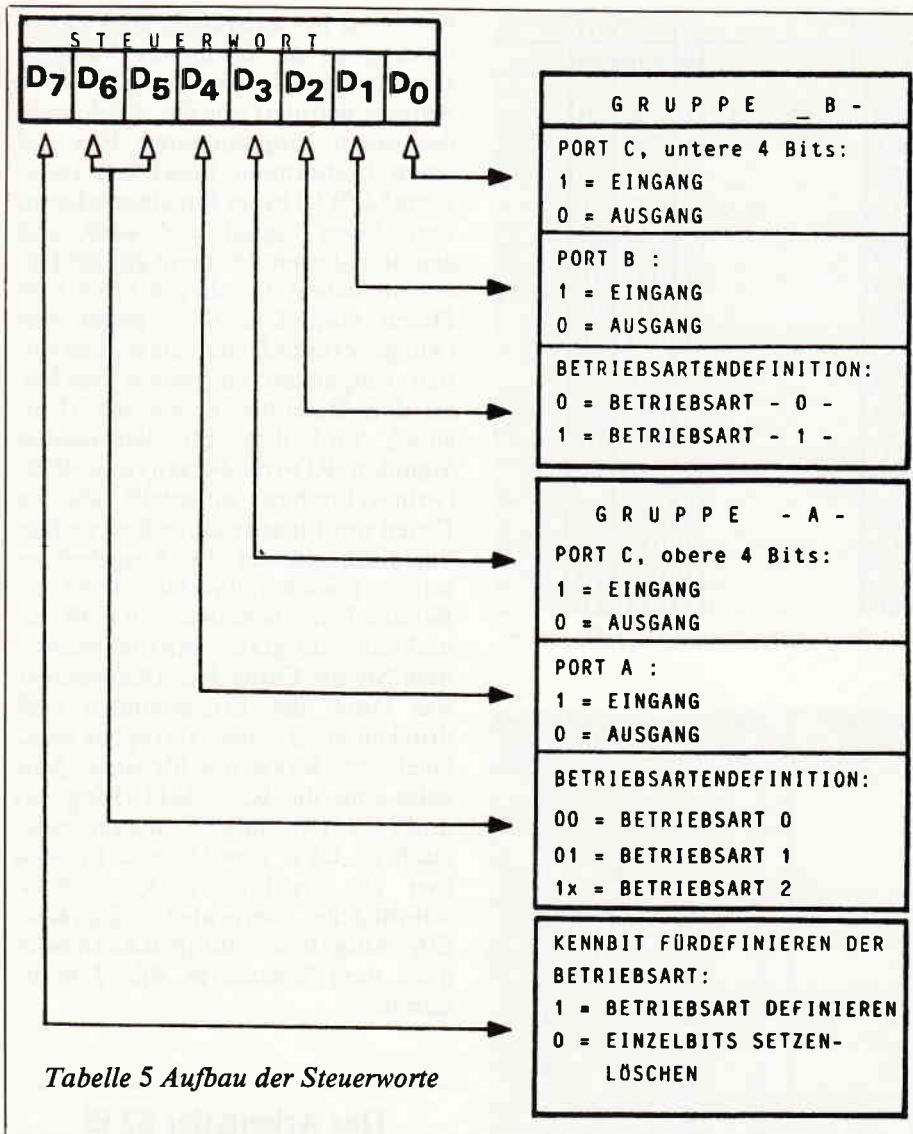 STEUERWORT
D7 D6 D5 D4 D3 D2 D1 D0
GRUPPE _B-
PORT C, untere 4 Bits:
1 = EINGANG
0 = AUSGANG
PORT B :
1 = EINGANG
0 = AUSGANG
BETRIEBSARTENDEFINITION:
0 = BETRIEBSART - 0 -
1 = BETRIEBSART - 1 -
GRUPPE -A-
PORT C, obere 4 Bits:
1 = EINGANG
0 = AUSGANG
PORT A :
1 = EINGANG
0 = AUSGANG
BETRIEBSARTENDEFINITION:
00 = BETRIEBSART 0
01 = BETRIEBSART 1
1x = BETRIEBSART 2
KENNBIT FÜRDEFINIEREN DER
BETRIEBSART:
1 = BETRIEBSART DEFINIEREN
0 = EINZELBITS SETZEN-
LÖSCHEN
Tabelle 5 Aufbau der Steuerworte